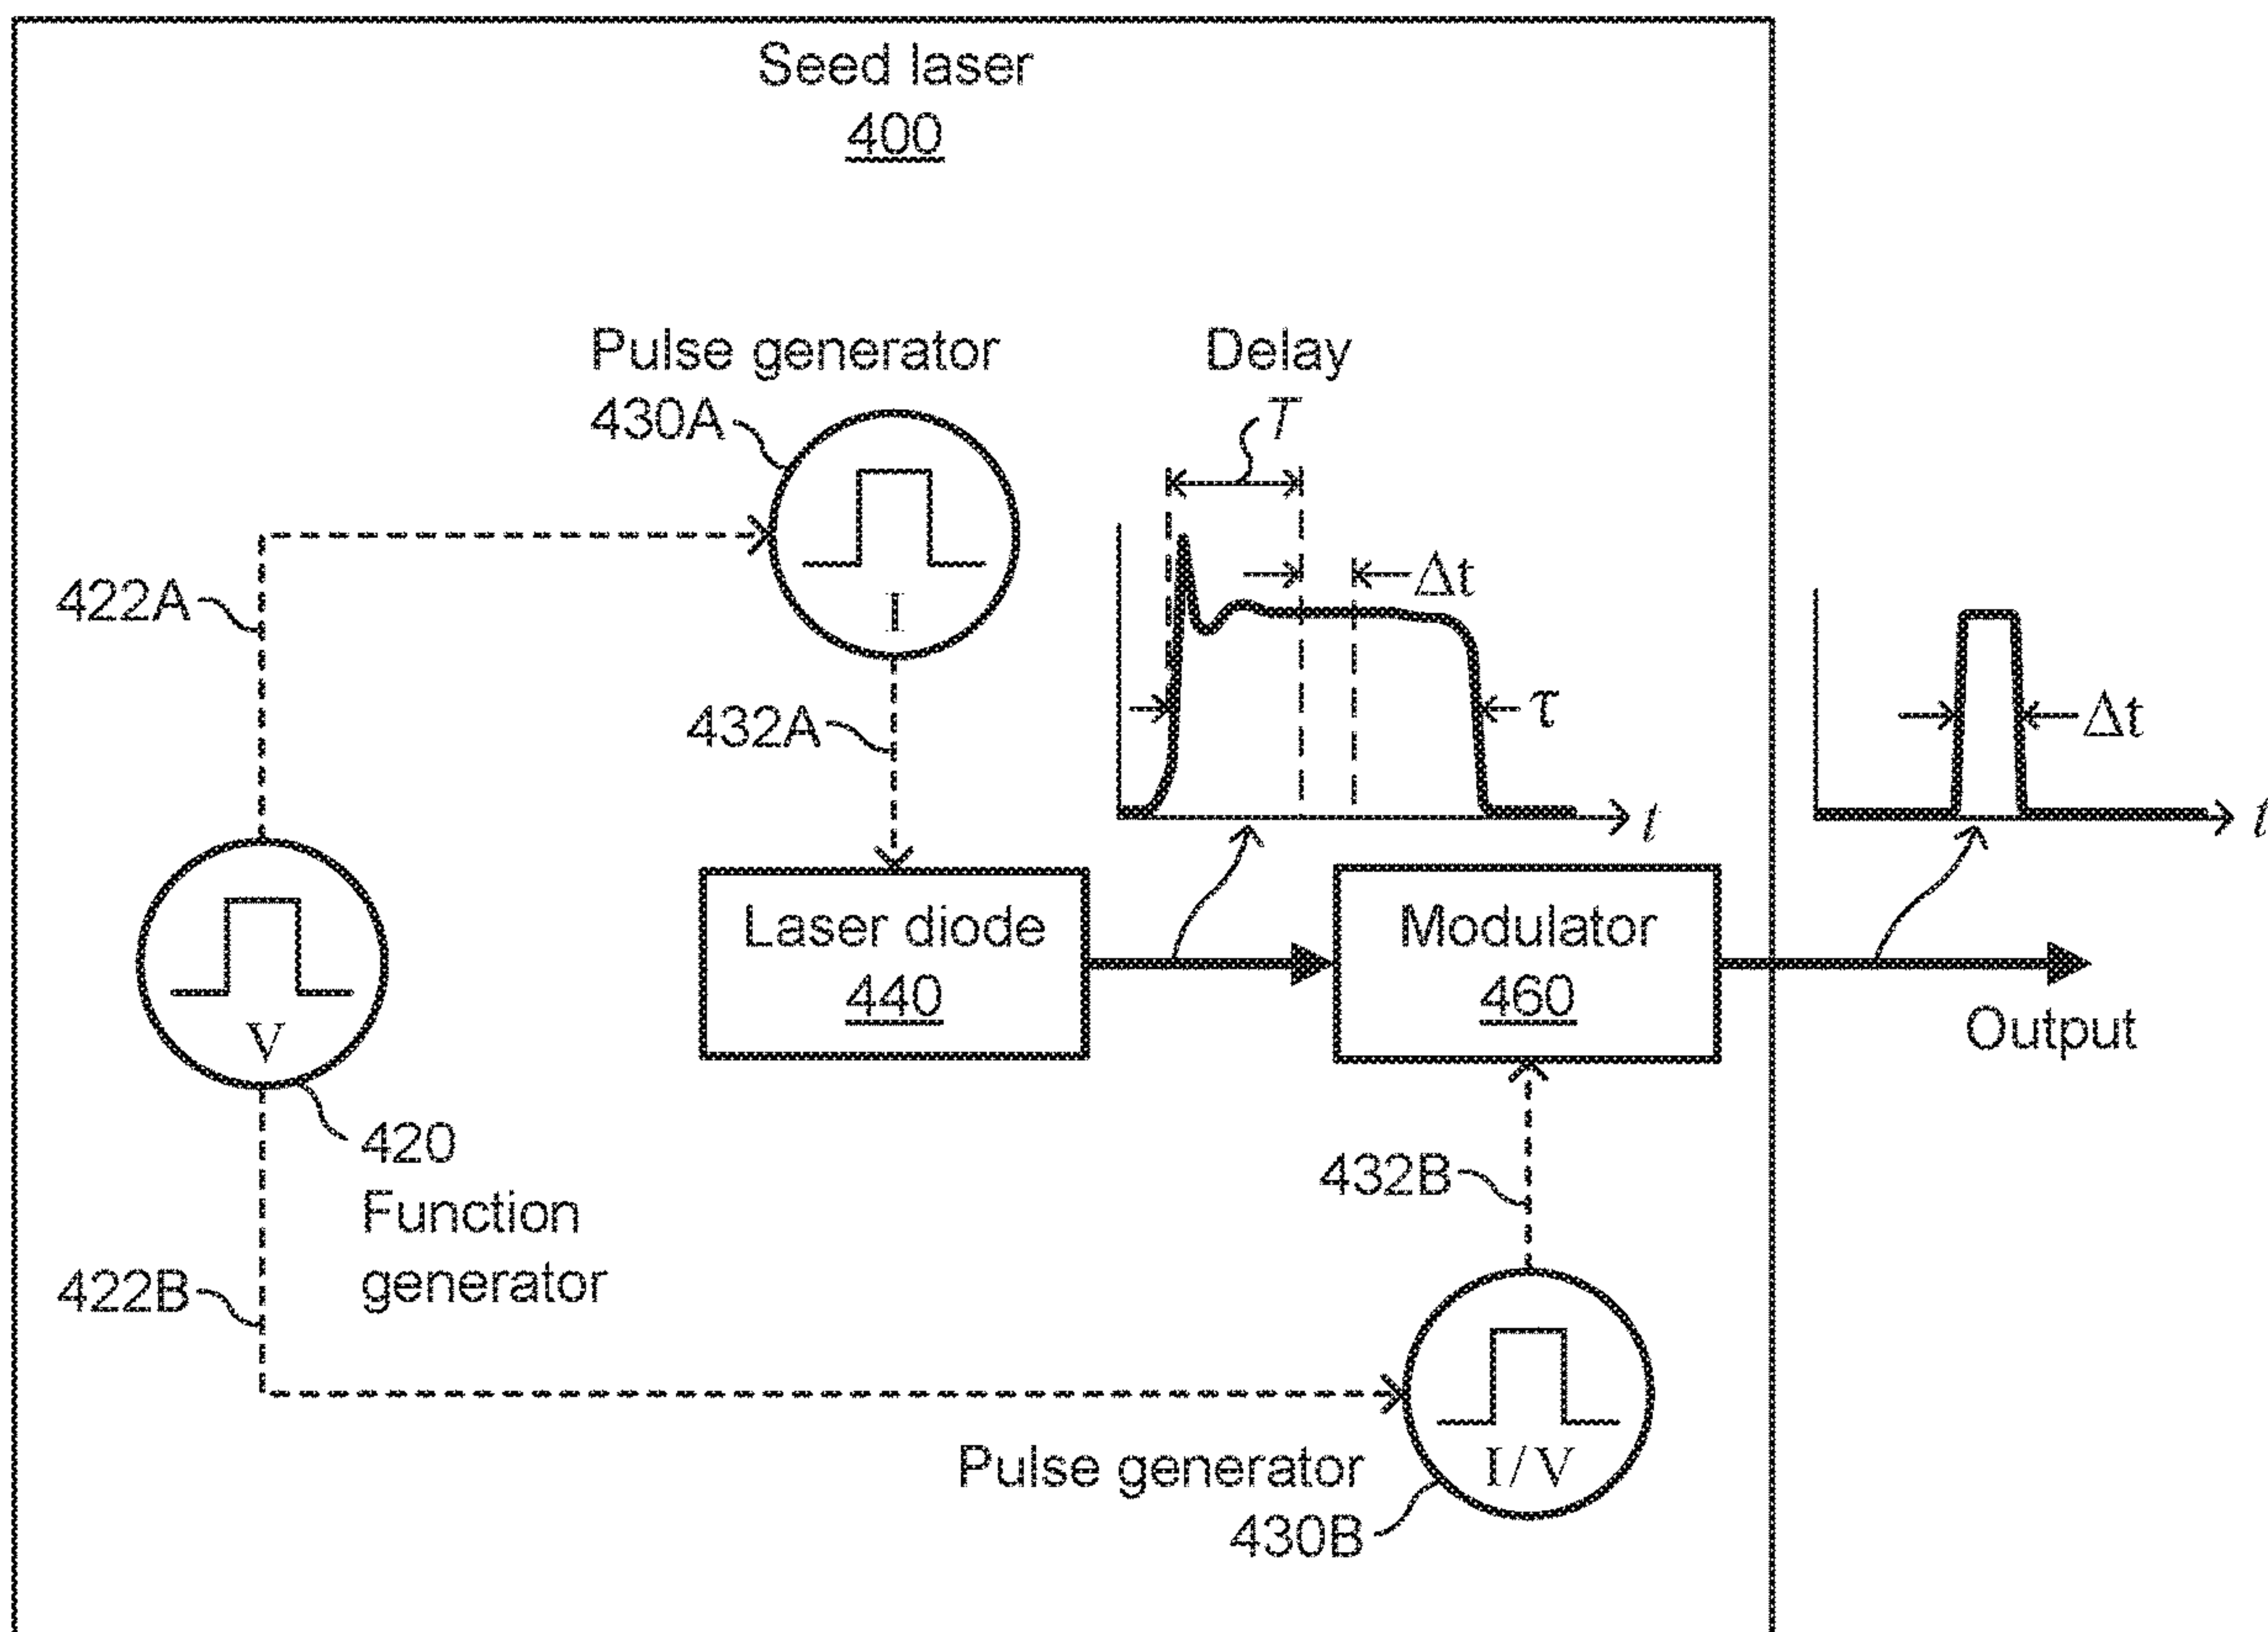 Seed laser
400
Pulse generator
430A
I
Delay
T
Δt
τ
t
Δt
t
422A
432A
V
420
Function
generator
Laser diode
440
Modulator
460
Output
422B
432B
I/V
Pulse generator
430B